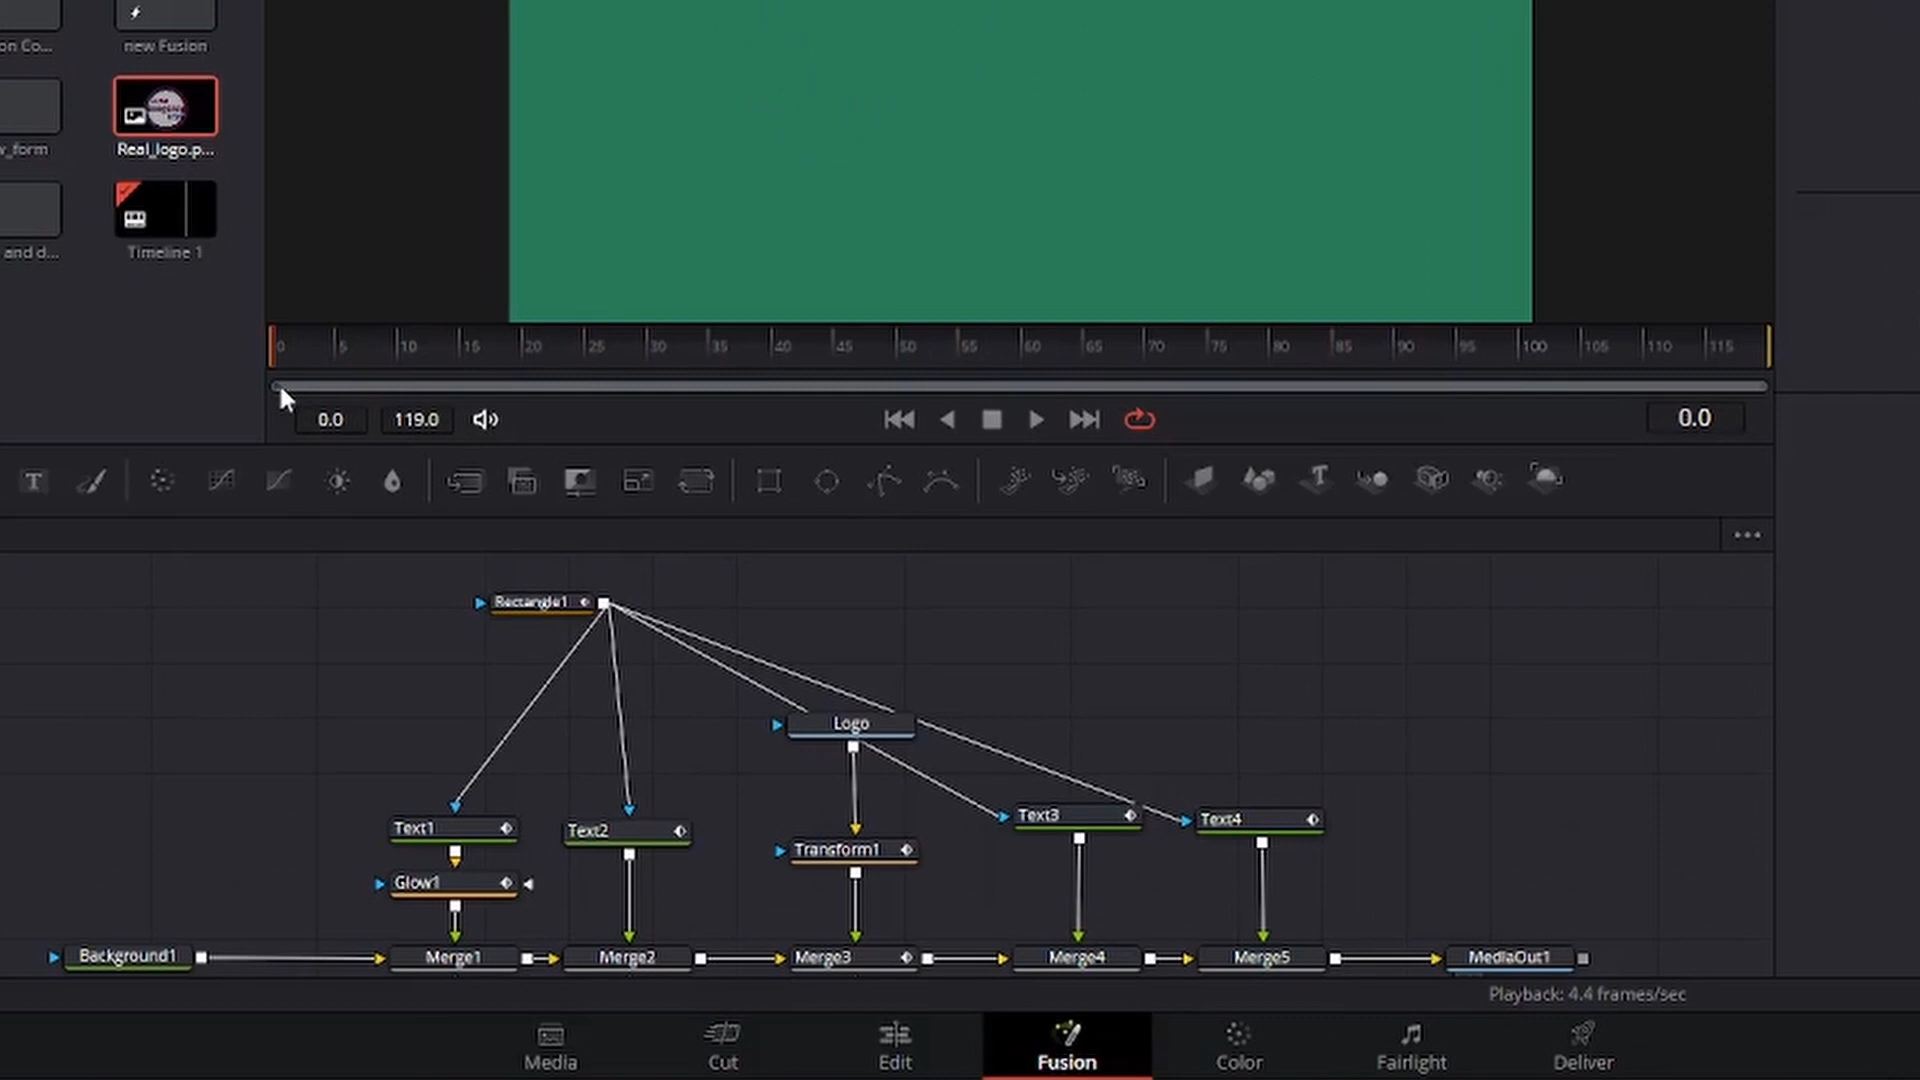 on Co...
new Fusion
v_form
Real_logo.p...
and d...
Timeline 1
0 5 10 15 20 25 30 35 40 45 50 55 60 65 70 75 80 85 90 95 100 105 110 115
0.0
119.0
0.0
T
Rectangle1
Logo
Text1
Text2
Text3
Text4
Transform1
Glow1
Background1
Merge1
Merge2
Merge3
Merge4
Merge5
MediaOut1
Playback: 4.4 frames/sec
Media
Cut
Edit
Fusion
Color
Fairlight
Deliver